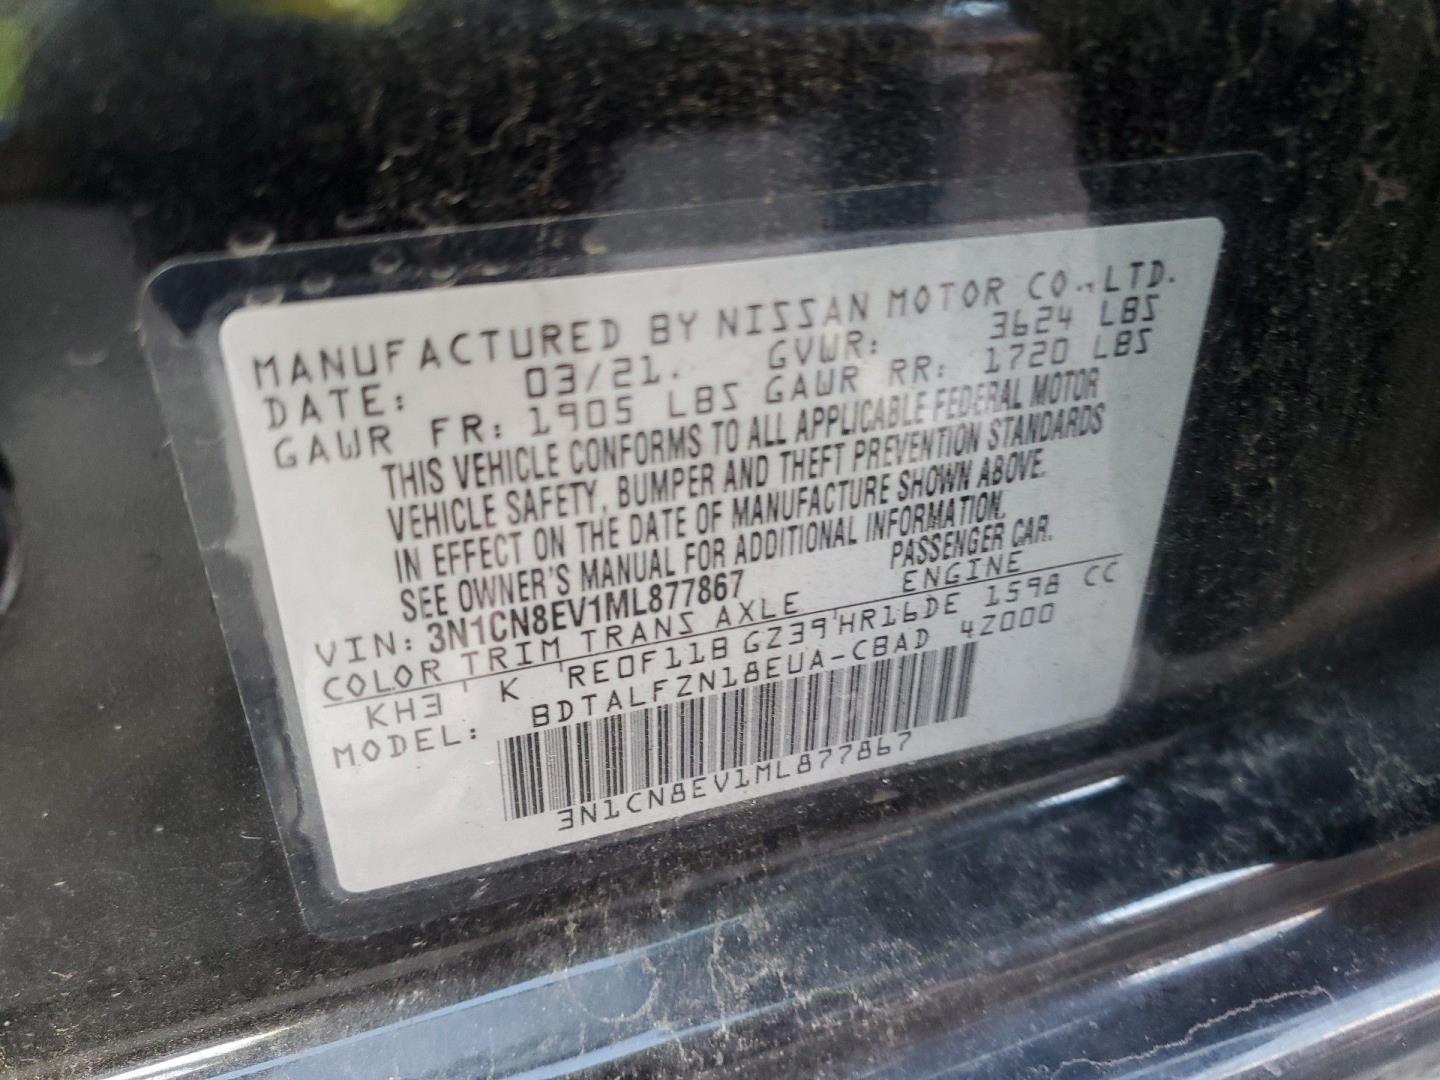 MANUFACTURED BY NISSAN MOTOR CO., LTD.
DATE: 03/21. GVWR: 3624 LBS
GAWR FR: 1905 LBS GAWR RR: 1720 LBS
THIS VEHICLE CONFORMS TO ALL APPLICABLE FEDERAL MOTOR
VEHICLE SAFETY, BUMPER AND THEFT PREVENTION STANDARDS
IN EFFECT ON THE DATE OF MANUFACTURE SHOWN ABOVE.
SEE OWNER'S MANUAL FOR ADDITIONAL INFORMATION.
VIN: 3N1CN8EV1ML877867 PASSENGER CAR.
COLOR TRIM TRANS AXLE ENGINE
KH3 ' K 'RE0F11B GZ39'HR16DE 1598 CC
MODEL: BDTALFZN18EUA-CBAD 4Z000
3N1CN8EV1ML877867